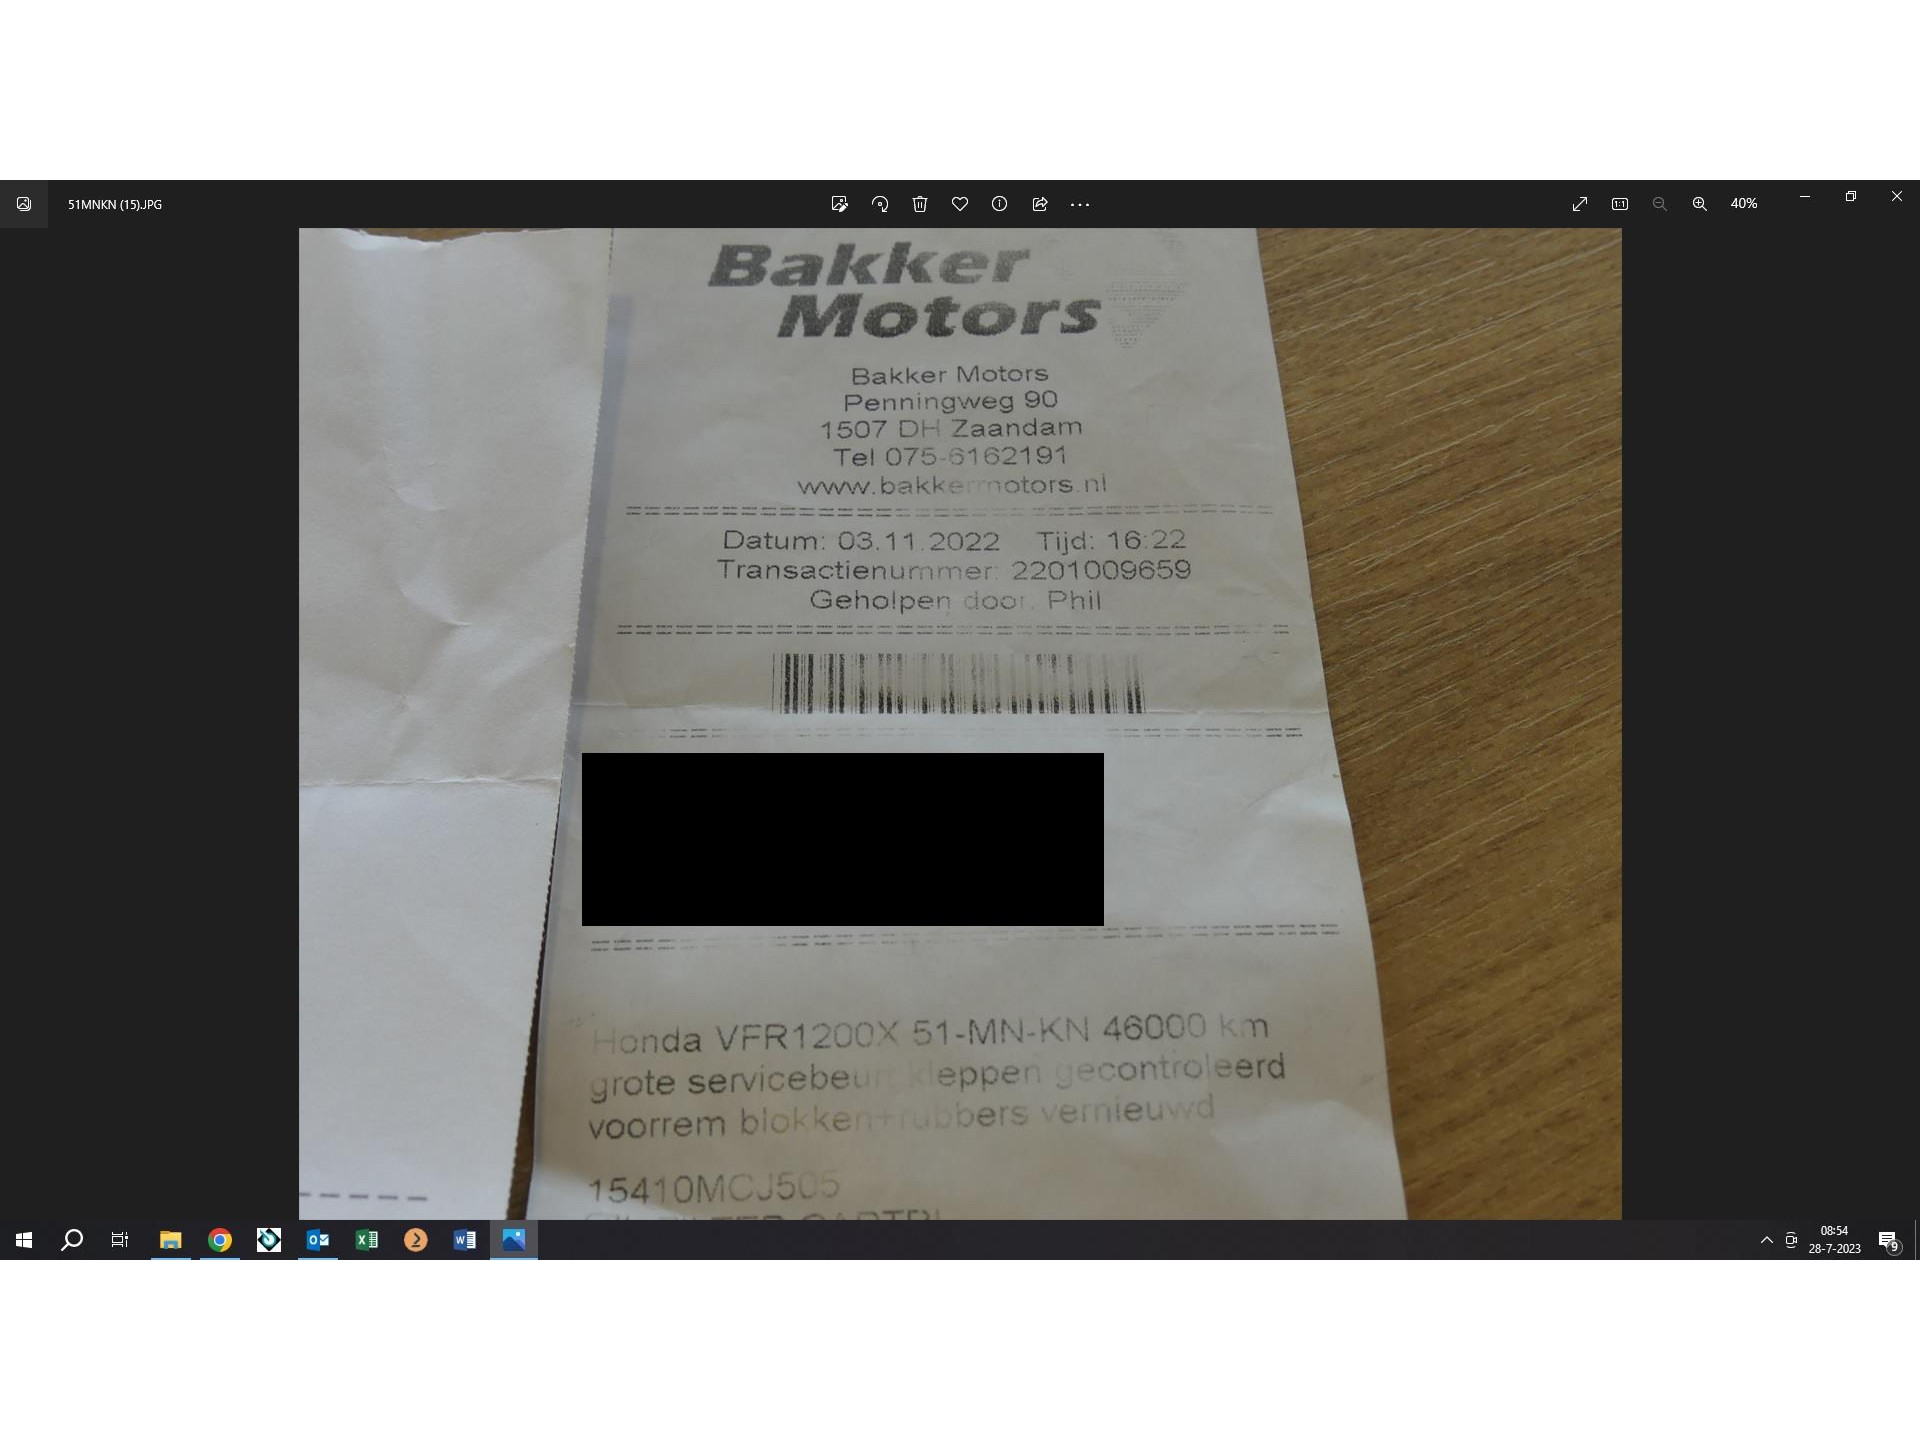 51MNKN (15).JPG
40%
Bakker
Motors
Bakker Motors
Penningweg 90
1507 DH Zaandam
Tel 075-6162191
www.bakkermotors.nl
Datum: 03.11.2022 Tijd: 16:22
Transactienummer: 2201009659
Geholpen door: Phil
Honda VFR1200X 51-MN-KN 46000 km
grote servicebeurt kleppen gecontroleerd
voorrem blokken+rubbers vernieuwd
15410MCJ505
08:54
28-7-2023
9